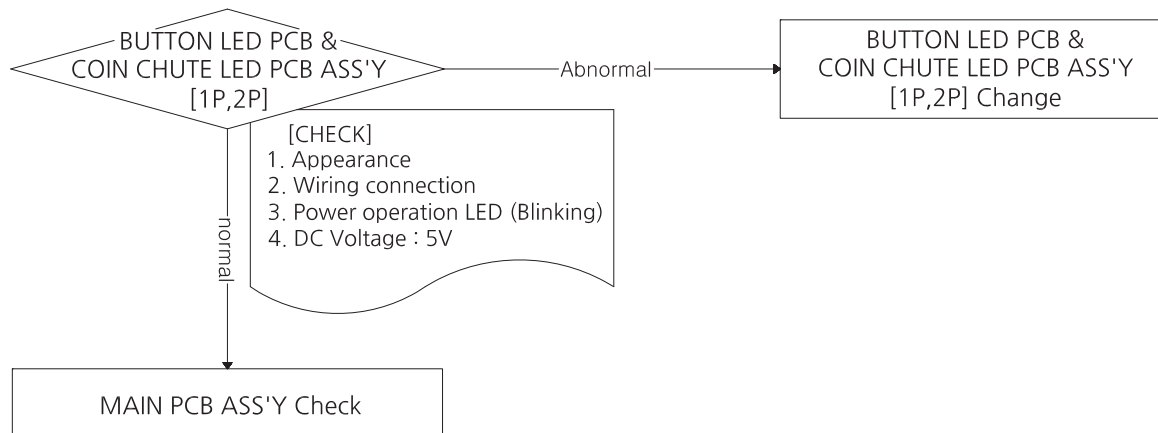 BUTTON LED PCB &
COIN CHUTE LED PCB ASS'Y
[1P,2P]
Abnormal
BUTTON LED PCB &
COIN CHUTE LED PCB ASS'Y
[1P,2P] Change
[CHECK]
1. Appearance
2. Wiring connection
3. Power operation LED (Blinking)
4. DC Voltage : 5V
normal
MAIN PCB ASS'Y Check